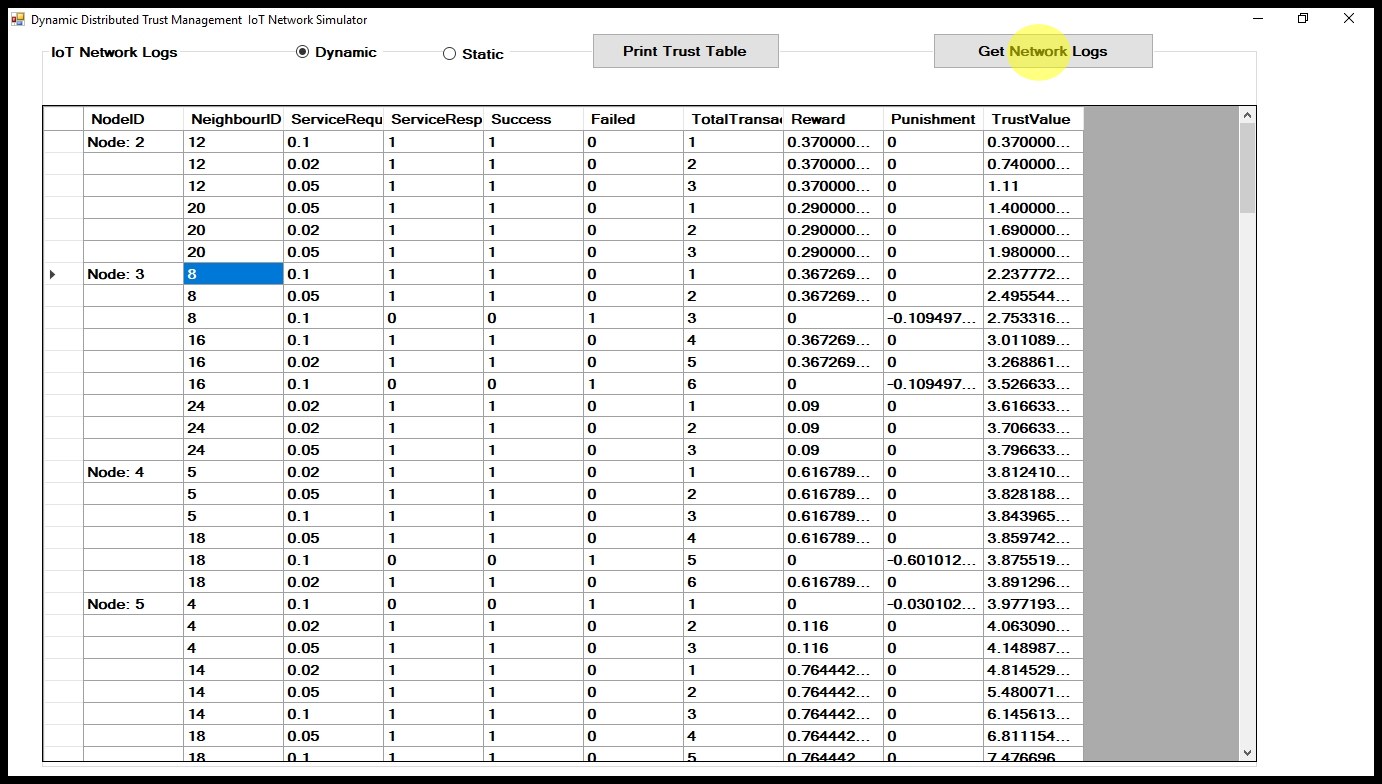 Dynamic Distributed Trust Management IoT Network Simulator
IoT Network Logs Dynamic Static Print Trust Table Get Network Logs
NodeID NeighbourID ServiceRequ ServiceResp Success Failed TotalTransac Reward Punishment TrustValue
Node: 2 12 0.1 1 1 0 1 0.370000... 0 0.370000...
12 0.02 1 1 0 2 0.370000... 0 0.740000...
12 0.05 1 1 0 3 0.370000... 0 1.11
20 0.05 1 1 0 1 0.290000... 0 1.400000...
20 0.02 1 1 0 2 0.290000... 0 1.690000...
20 0.05 1 1 0 3 0.290000... 0 1.980000...
Node: 3 8 0.1 1 1 0 1 0.367269... 0 2.237772...
8 0.05 1 1 0 2 0.367269... 0 2.495544...
8 0.1 0 0 1 3 0 -0.109497... 2.753316...
16 0.1 1 1 0 4 0.367269... 0 3.011089...
16 0.02 1 1 0 5 0.367269... 0 3.268861...
16 0.1 0 0 1 6 0 -0.109497... 3.526633...
24 0.02 1 1 0 1 0.09 0 3.616633...
24 0.02 1 1 0 2 0.09 0 3.706633...
24 0.05 1 1 0 3 0.09 0 3.796633...
Node: 4 5 0.02 1 1 0 1 0.616789... 0 3.812410...
5 0.05 1 1 0 2 0.616789... 0 3.828188...
5 0.1 1 1 0 3 0.616789... 0 3.843965...
18 0.05 1 1 0 4 0.616789... 0 3.859742...
18 0.1 0 0 1 5 0 -0.601012... 3.875519...
18 0.02 1 1 0 6 0.616789... 0 3.891296...
Node: 5 4 0.1 0 0 1 1 0 -0.030102... 3.977193...
4 0.02 1 1 0 2 0.116 0 4.063090...
4 0.05 1 1 0 3 0.116 0 4.148987...
14 0.02 1 1 0 1 0.764442... 0 4.814529...
14 0.05 1 1 0 2 0.764442... 0 5.480071...
14 0.1 1 1 0 3 0.764442... 0 6.145613...
18 0.05 1 1 0 4 0.764442... 0 6.811154...
18 0.1 1 1 0 5 0.764442... 0 7.476696...